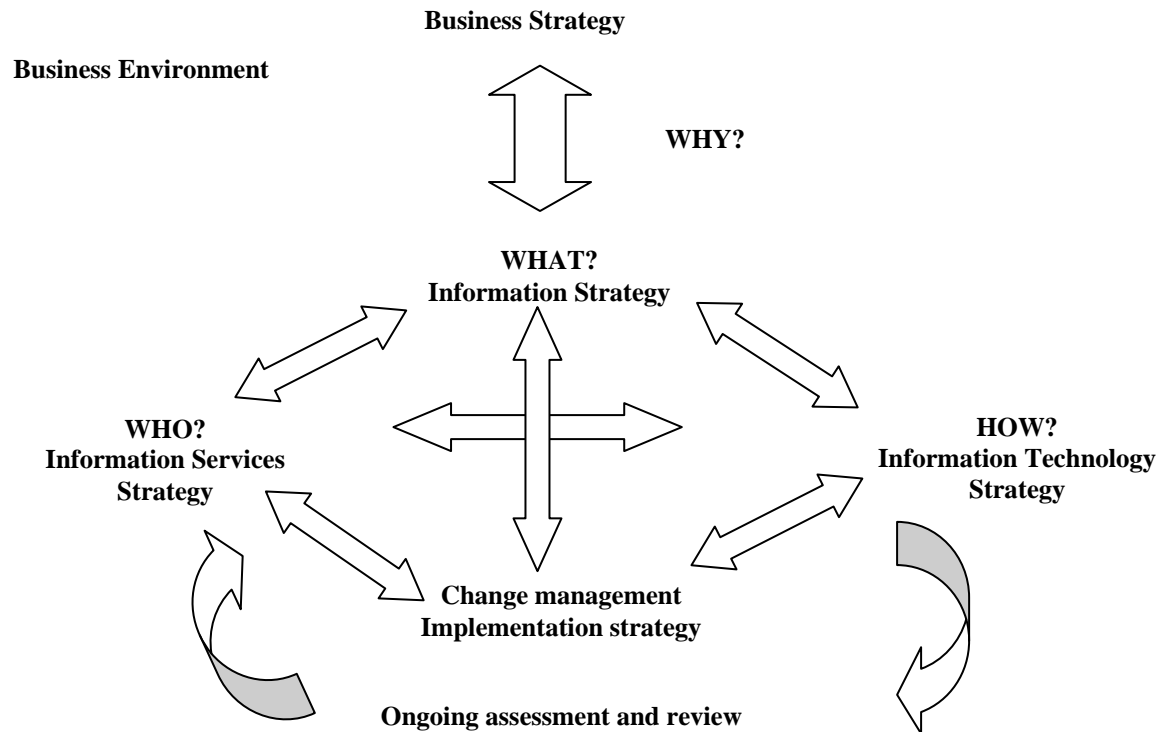 Business Strategy
Business Environment
WHY?
WHAT?
Information Strategy
WHO?
Information Services
Strategy
HOW?
Information Technology
Strategy
Change management
Implementation strategy
Ongoing assessment and review